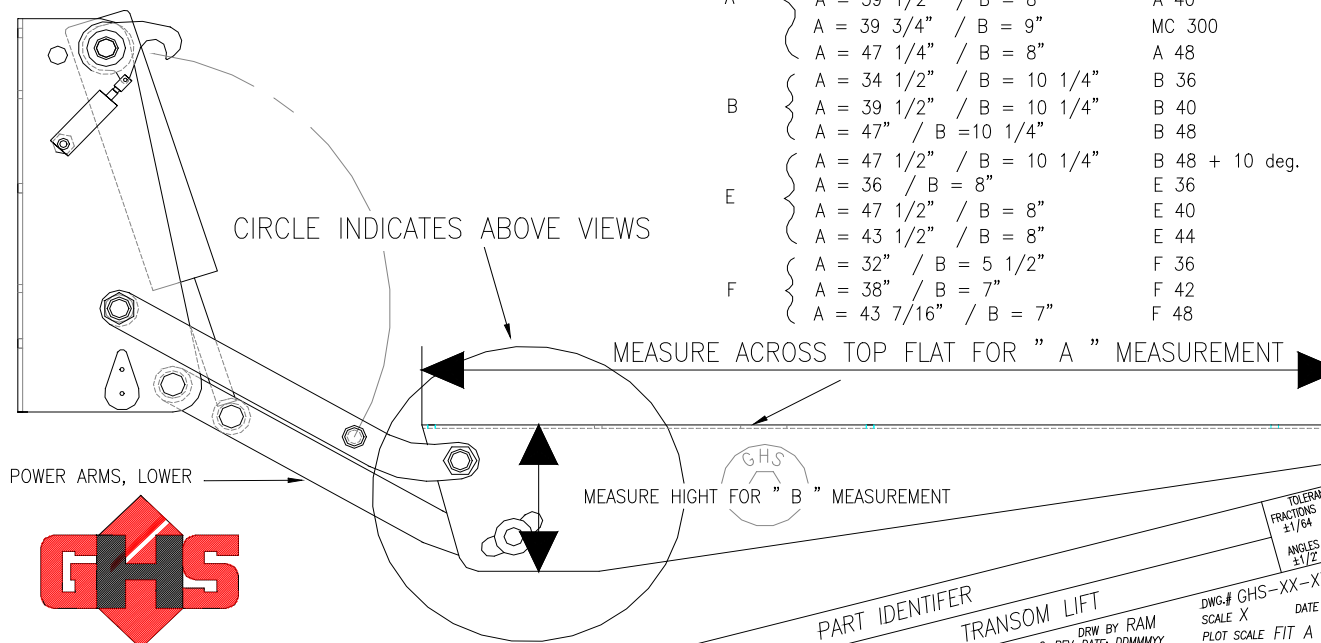 A = 39 1/2" / B = 8" A 40
A = 39 3/4" / B = 9" MC 300
A = 47 1/4" / B = 8" A 48
A = 34 1/2" / B = 10 1/4" B 36
B A = 39 1/2" / B = 10 1/4" B 40
A = 47" / B =10 1/4" B 48
A = 47 1/2" / B = 10 1/4" B 48 + 10 deg.
A = 36 / B = 8" E 36
E A = 47 1/2" / B = 8" E 40
A = 43 1/2" / B = 8" E 44
A = 32" / B = 5 1/2" F 36
F A = 38" / B = 7" F 42
A = 43 7/16" / B = 7" F 48
CIRCLE INDICATES ABOVE VIEWS
MEASURE ACROSS TOP FLAT FOR " A " MEASUREMENT
GHS
POWER ARMS, LOWER
MEASURE HIGHT FOR " B " MEASUREMENT
GHS
FRACTIONS
±1/64
ANGLES
PART IDENTIFER
TRANSOM LIFT
DRW BY RAM
DWG.# GHS-XX-X
SCALE X DATE
PLOT SCALE FIT A